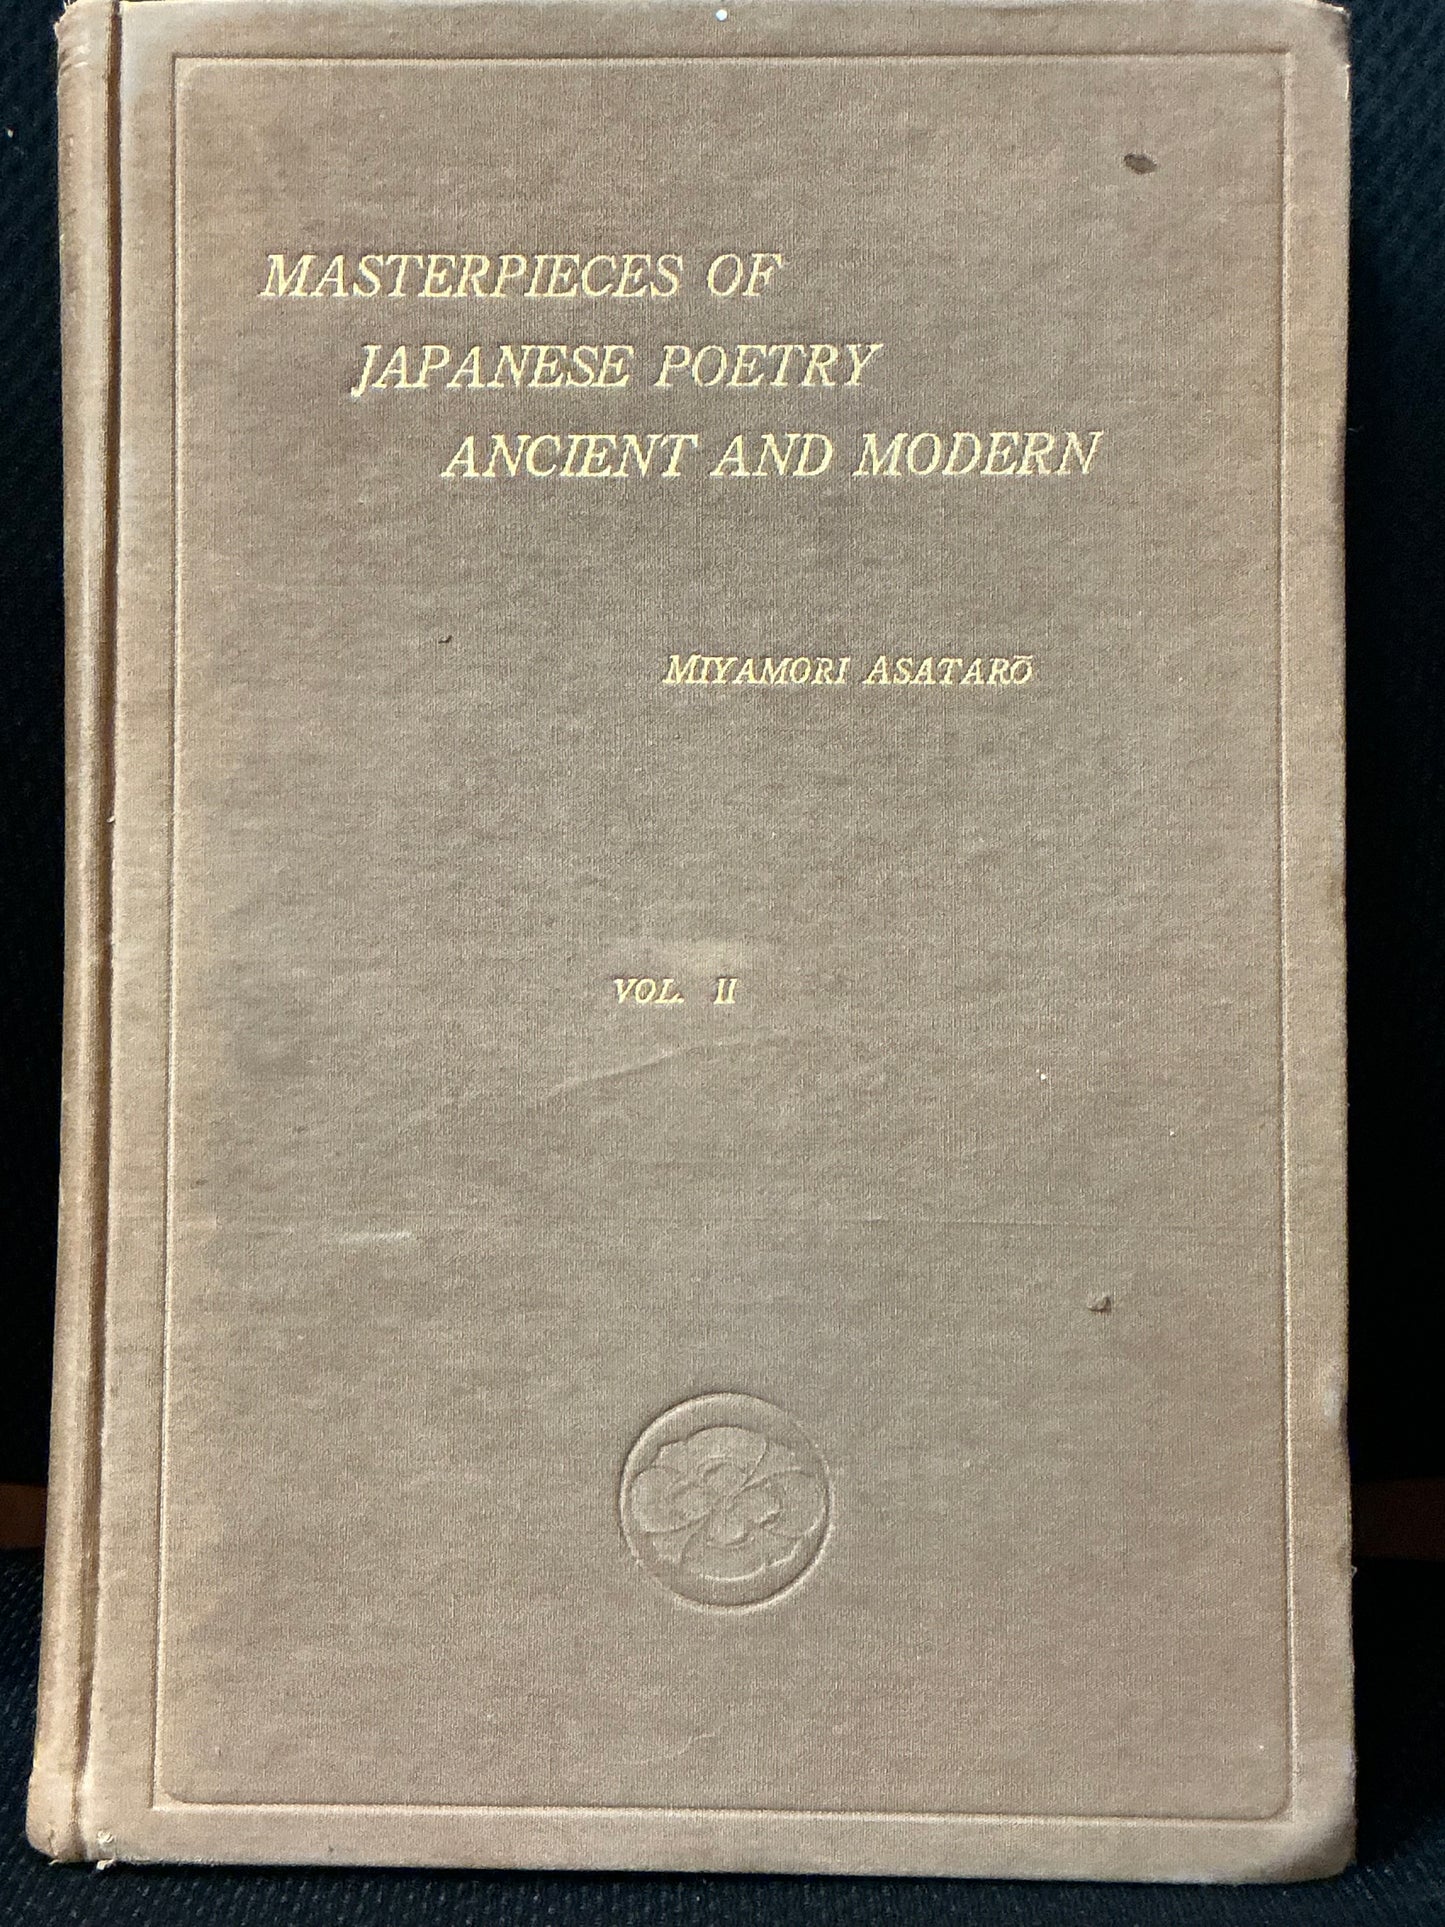 MASTERPIECES OF
JAPANESE POETRY
ANCIENT AND MODERN
MIYAMORI ASATARŌ
VOL. II